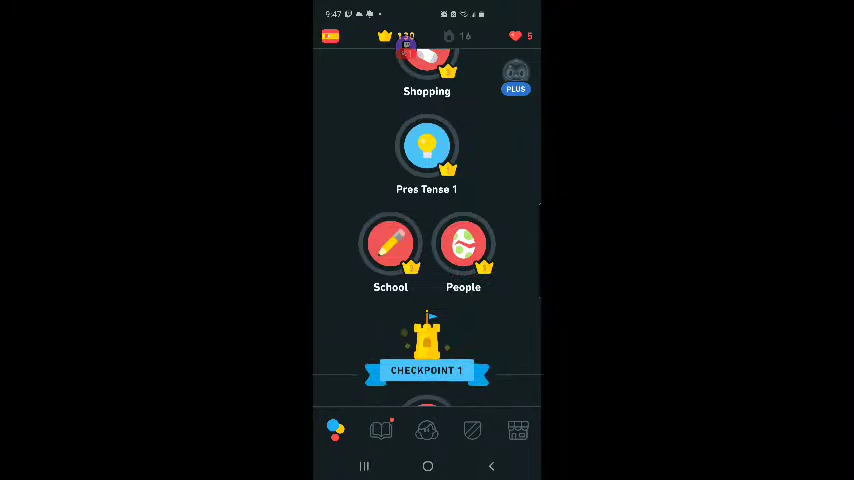 9:47
130 16 5
Shopping
PLUS
Pres Tense 1
School People
CHECKPOINT 1